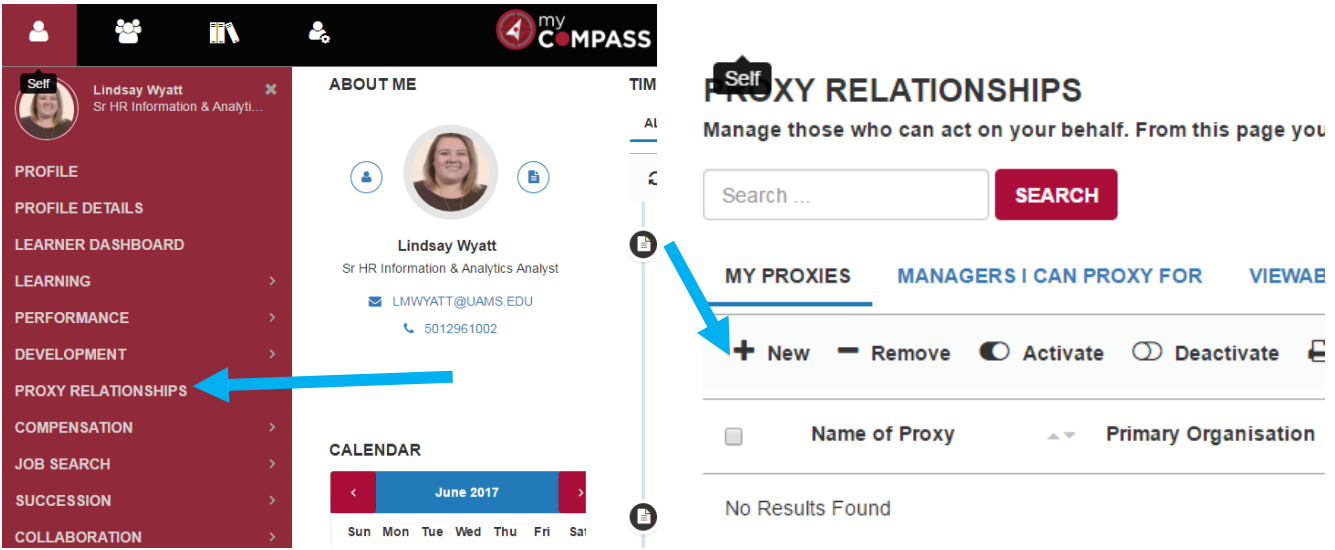 my
COMPASS
Self
Lindsay Wyatt
Sr HR Information & Analyti...
PROFILE
PROFILE DETAILS
LEARNER DASHBOARD
LEARNING
PERFORMANCE
DEVELOPMENT
PROXY RELATIONSHIPS
COMPENSATION
JOB SEARCH
SUCCESSION
COLLABORATION
ABOUT ME
Lindsay Wyatt
Sr HR Information & Analytics Analyst
LMWYATT@UAMS.EDU
5012961002
CALENDAR
June 2017
Sun Mon Tue Wed Thu Fri Sat
TIM
AL
Self
PROXY RELATIONSHIPS
Manage those who can act on your behalf. From this page you
Search ...
SEARCH
MY PROXIES MANAGERS I CAN PROXY FOR VIEWAB
New Remove Activate Deactivate
Name of Proxy Primary Organisation
No Results Found